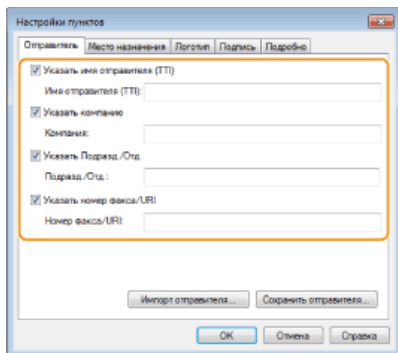 Настройки пунктов
Отправитель Место назначения Логотип Подпись Подробно
Указать имя отправителя (TTI)
Имя отправителя (TTI):
Указать компанию
Компания:
Указать Подразд./Отд.
Подразд./Отд.:
Указать номер факса/URI
Номер факса/URI:
Импорт отправителя... Сохранить отправителя...
OK Отмена Справка